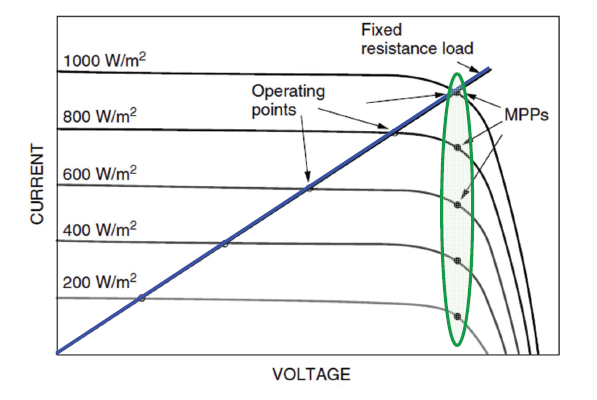 Fixed
resistance load
1000 W/m²
Operating
points
800 W/m²
MPPs
600 W/m²
400 W/m²
200 W/m²
CURRENT
VOLTAGE